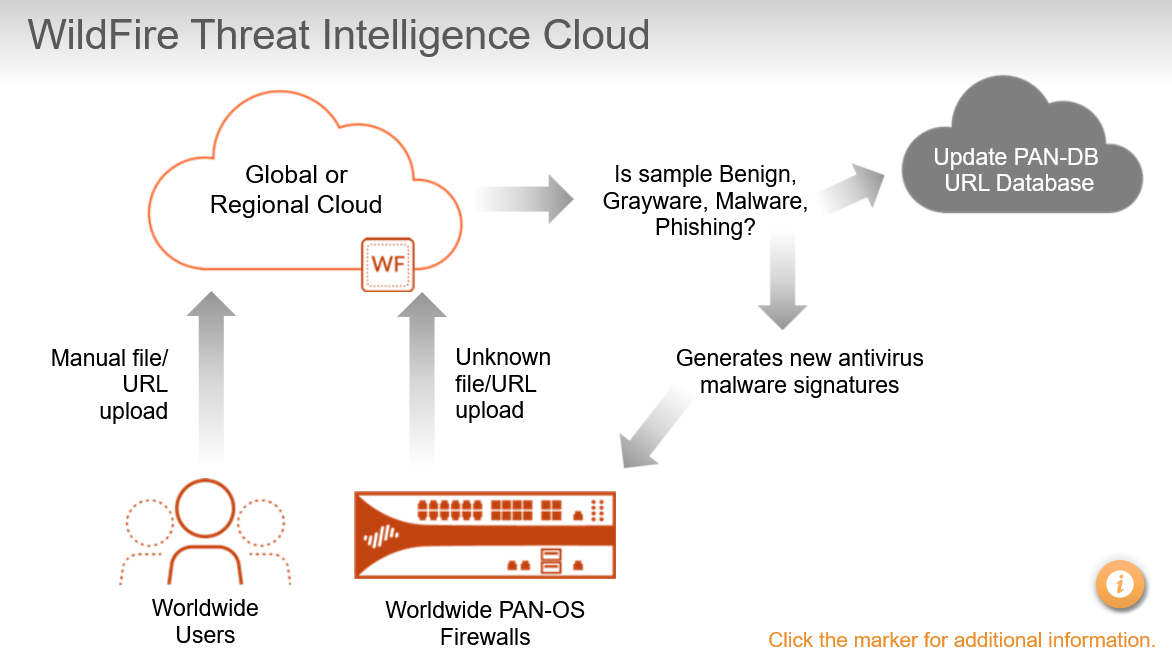 WildFire Threat Intelligence Cloud
Global or
Regional Cloud
WF
Is sample Benign,
Grayware, Malware,
Phishing?
Update PAN-DB
URL Database
Manual file/
URL
upload
Unknown
file/URL
upload
Generates new antivirus
malware signatures
Worldwide
Users
Worldwide PAN-OS
Firewalls
i
Click the marker for additional information.